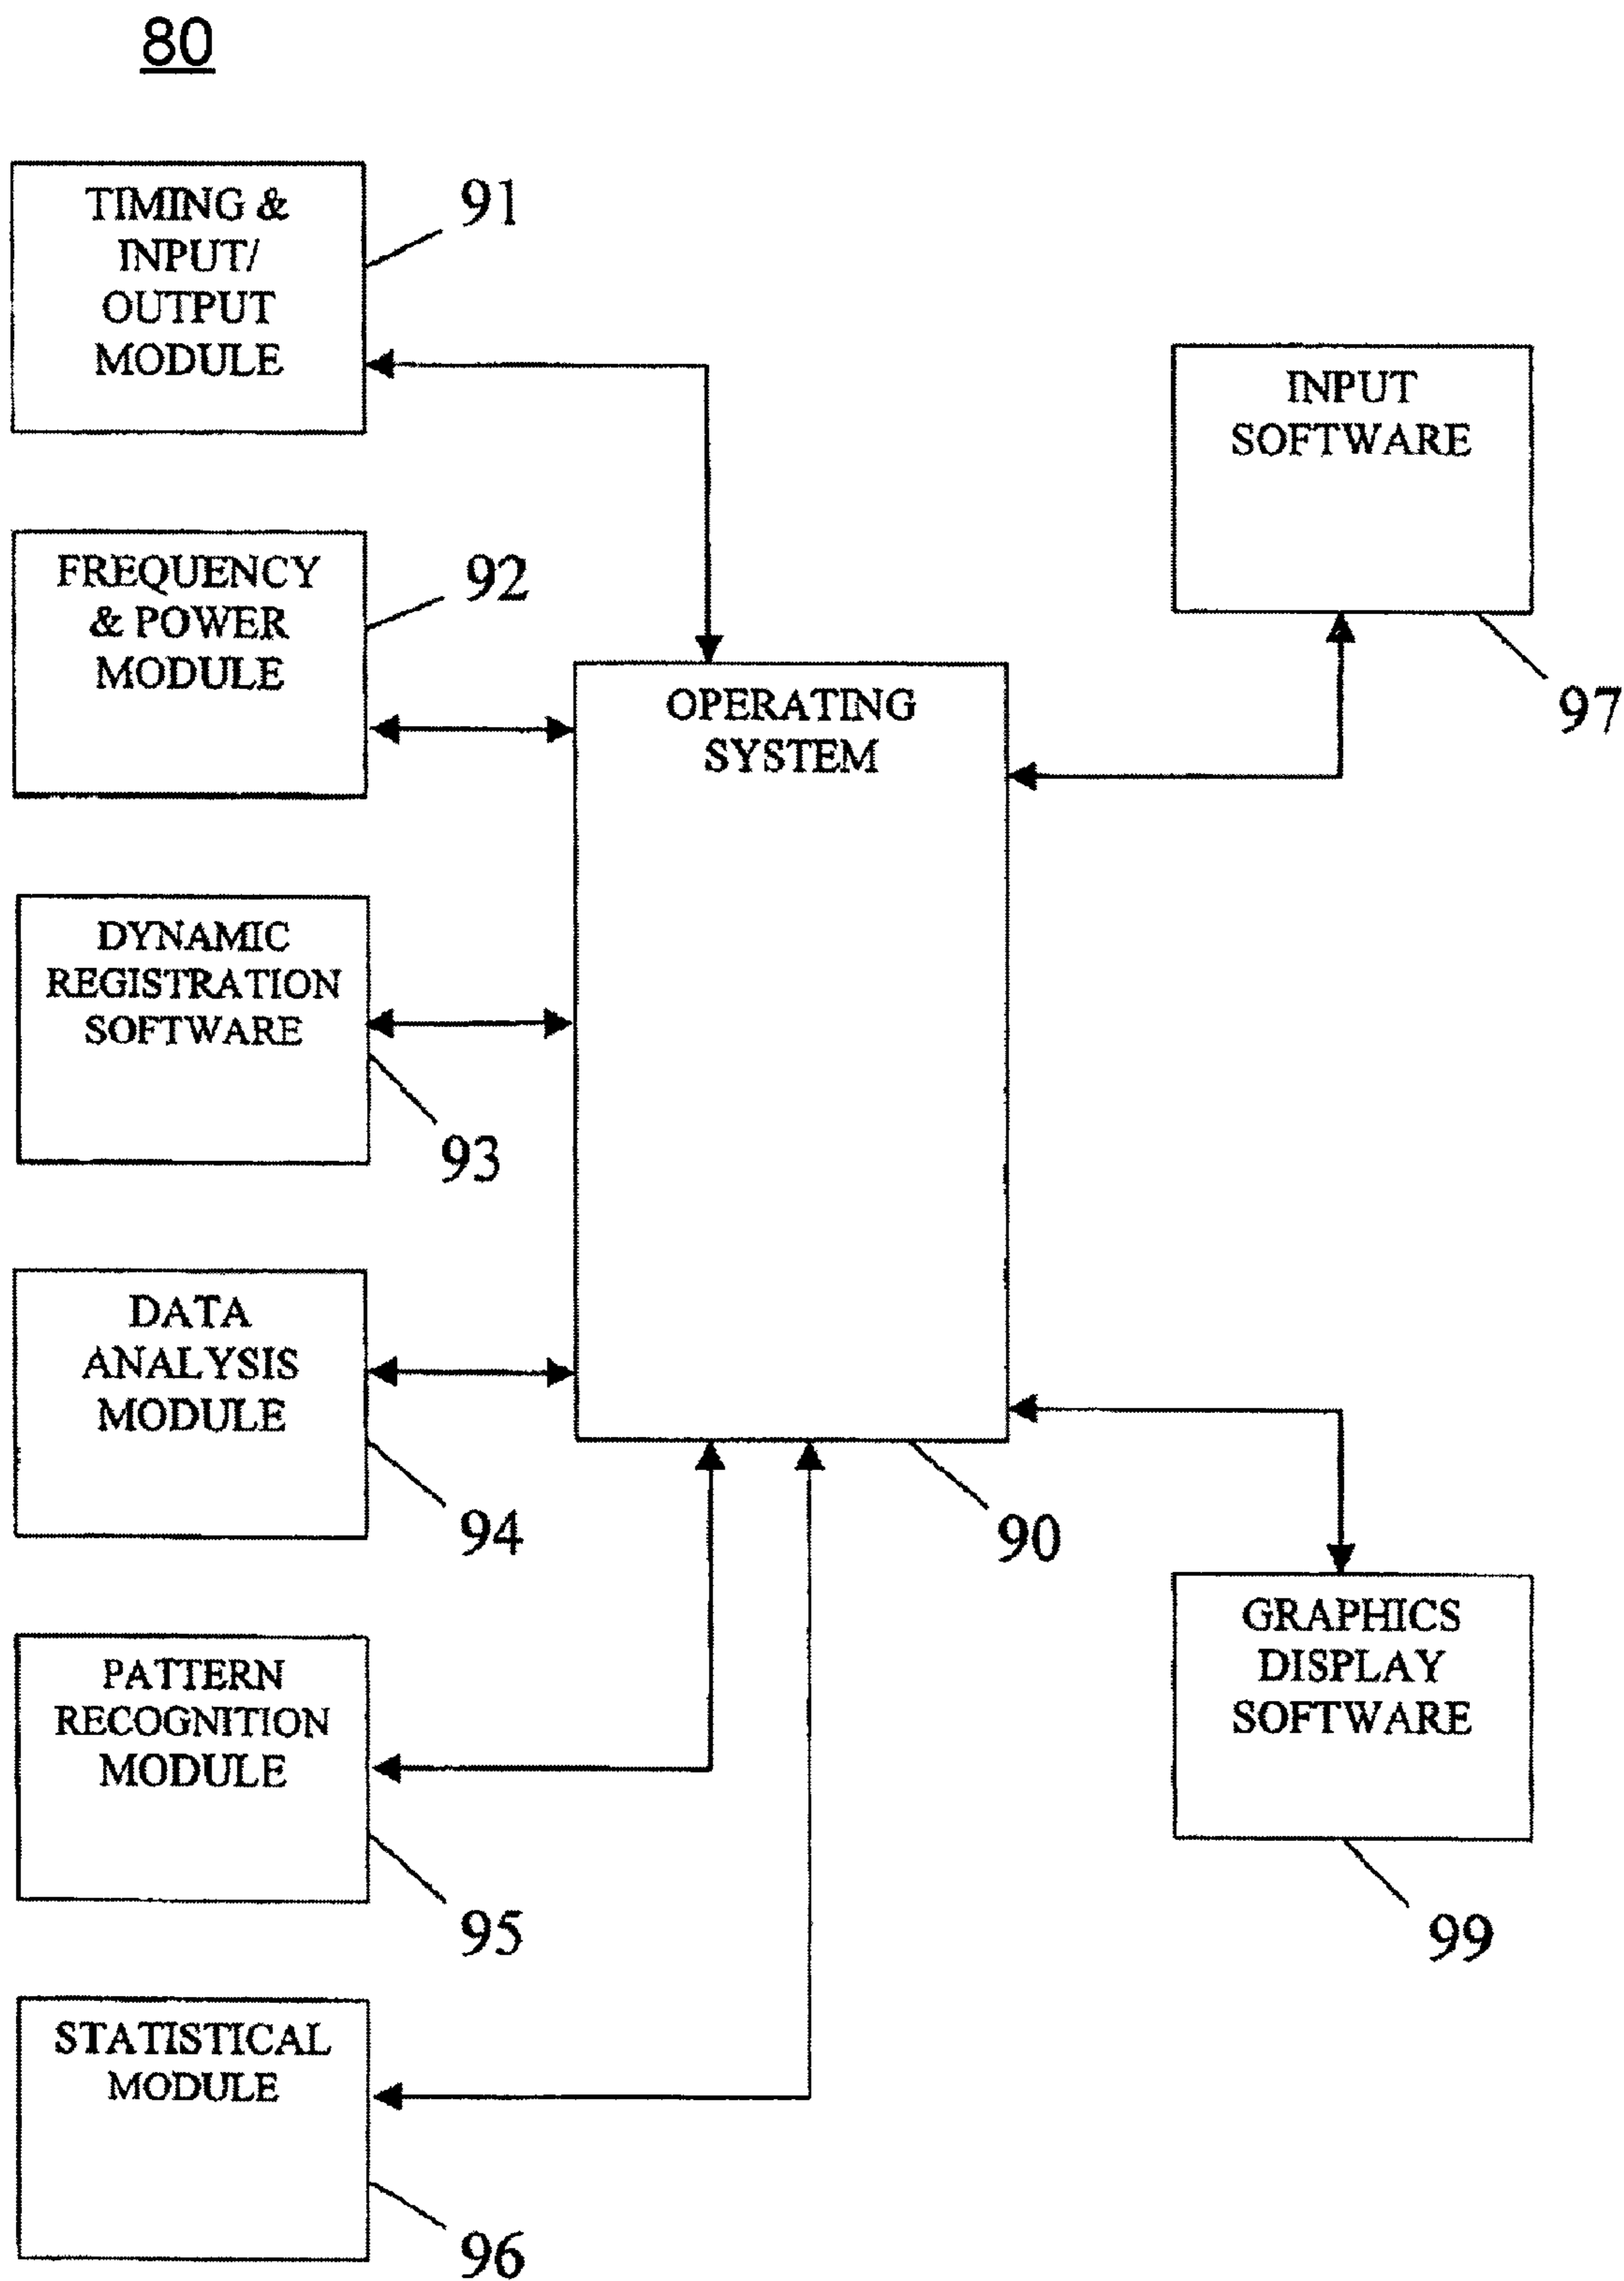 80
TIMING &
INPUT/
OUTPUT
MODULE
91
FREQUENCY
& POWER
MODULE
92
DYNAMIC
REGISTRATION
SOFTWARE
93
DATA
ANALYSIS
MODULE
94
PATTERN
RECOGNITION
MODULE
95
STATISTICAL
MODULE
96
OPERATING
SYSTEM
90
INPUT
SOFTWARE
97
GRAPHICS
DISPLAY
SOFTWARE
99